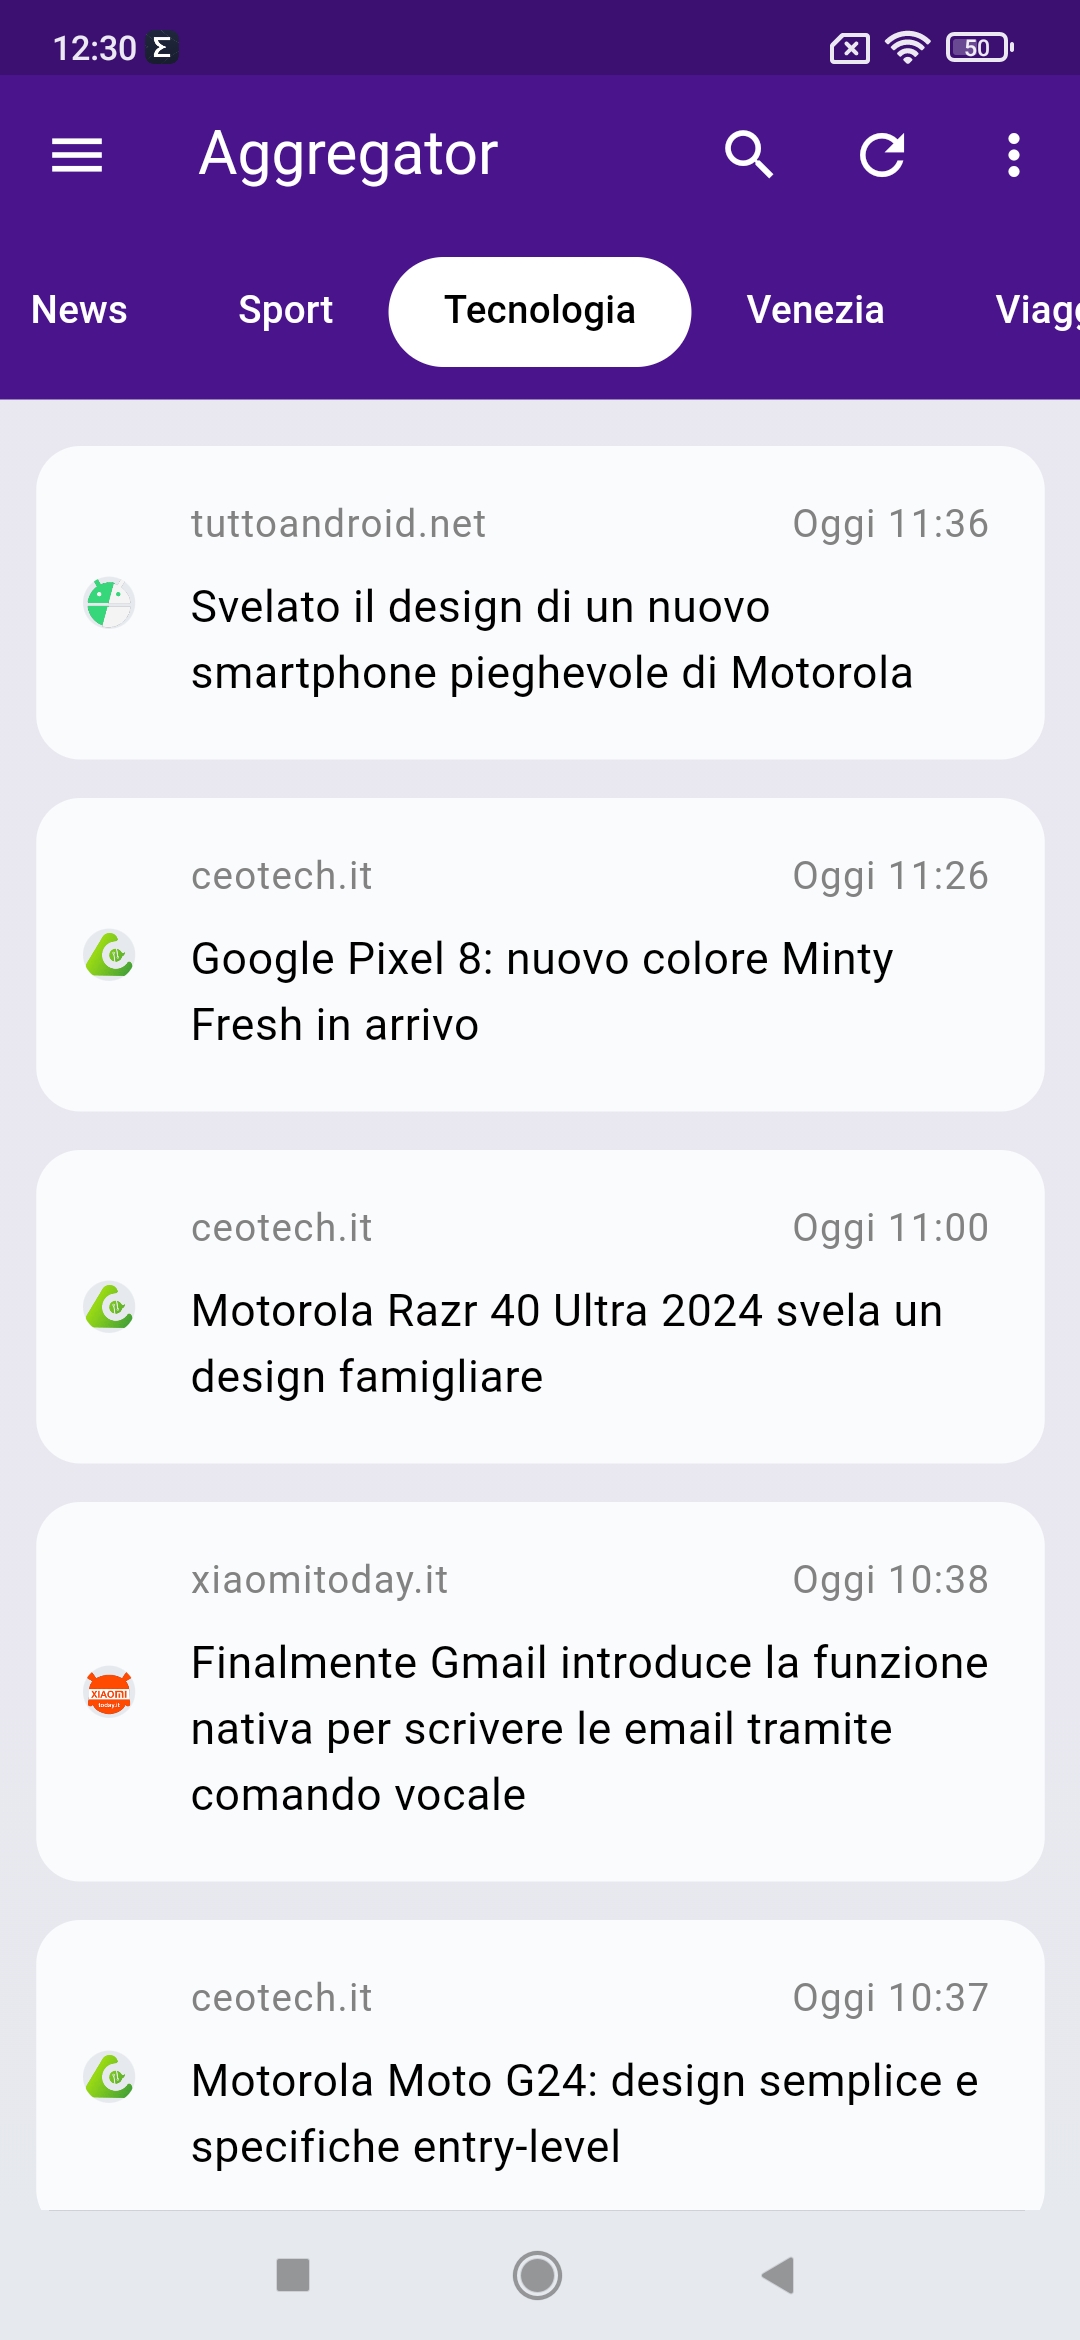 12:30
50
Aggregator
News Sport Tecnologia Venezia Viagg
tuttoandroid.net Oggi 11:36
Svelato il design di un nuovo
smartphone pieghevole di Motorola
ceotech.it Oggi 11:26
Google Pixel 8: nuovo colore Minty
Fresh in arrivo
ceotech.it Oggi 11:00
Motorola Razr 40 Ultra 2024 svela un
design famigliare
xiaomitoday.it Oggi 10:38
XIAOMI
today.it
Finalmente Gmail introduce la funzione
nativa per scrivere le email tramite
comando vocale
ceotech.it Oggi 10:37
Motorola Moto G24: design semplice e
specifiche entry-level